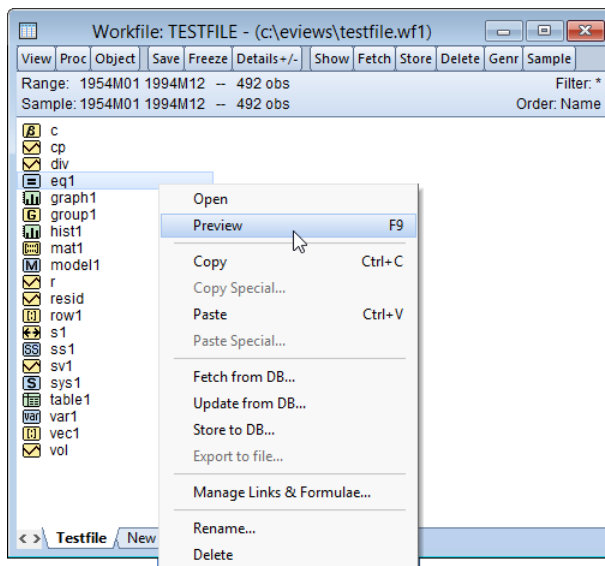 Workfile: TESTFILE - (c:\eviews\testfile.wf1)
View Proc Object Save Freeze Details+/- Show Fetch Store Delete Genr Sample
Range: 1954M01 1994M12 -- 492 obs Filter: *
Sample: 1954M01 1994M12 -- 492 obs Order: Name
β c
cp
div
= eq1
graph1
G group1
hist1
mat1
M model1
r
resid
row1
s1
SS ss1
sv1
S sys1
table1
var var1
vec1
vol
Open
Preview F9
Copy Ctrl+C
Copy Special...
Paste Ctrl+V
Paste Special...
Fetch from DB...
Update from DB...
Store to DB...
Export to file...
Manage Links & Formulae...
Rename...
Delete
< > Testfile New